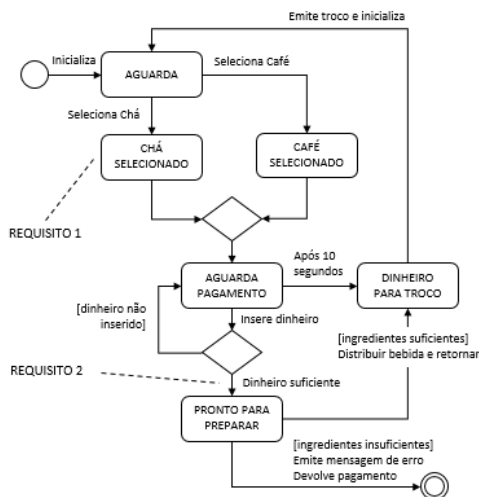 Emite troco e inicializa
Inicializa
AGUARDA
Seleciona Café
Seleciona Chá
CHÁ
SELECIONADO
CAFÉ
SELECIONADO
REQUISITO 1
AGUARDA
PAGAMENTO
Após 10
segundos
DINHEIRO
PARA TROCO
[dinheiro não
inserido]
Insere dinheiro
[ingredientes suficientes]
Distribuir bebida e retornar
REQUISITO 2
Dinheiro suficiente
PRONTO PARA
PREPARAR
[ingredientes insuficientes]
Emite mensagem de erro
Devolve pagamento